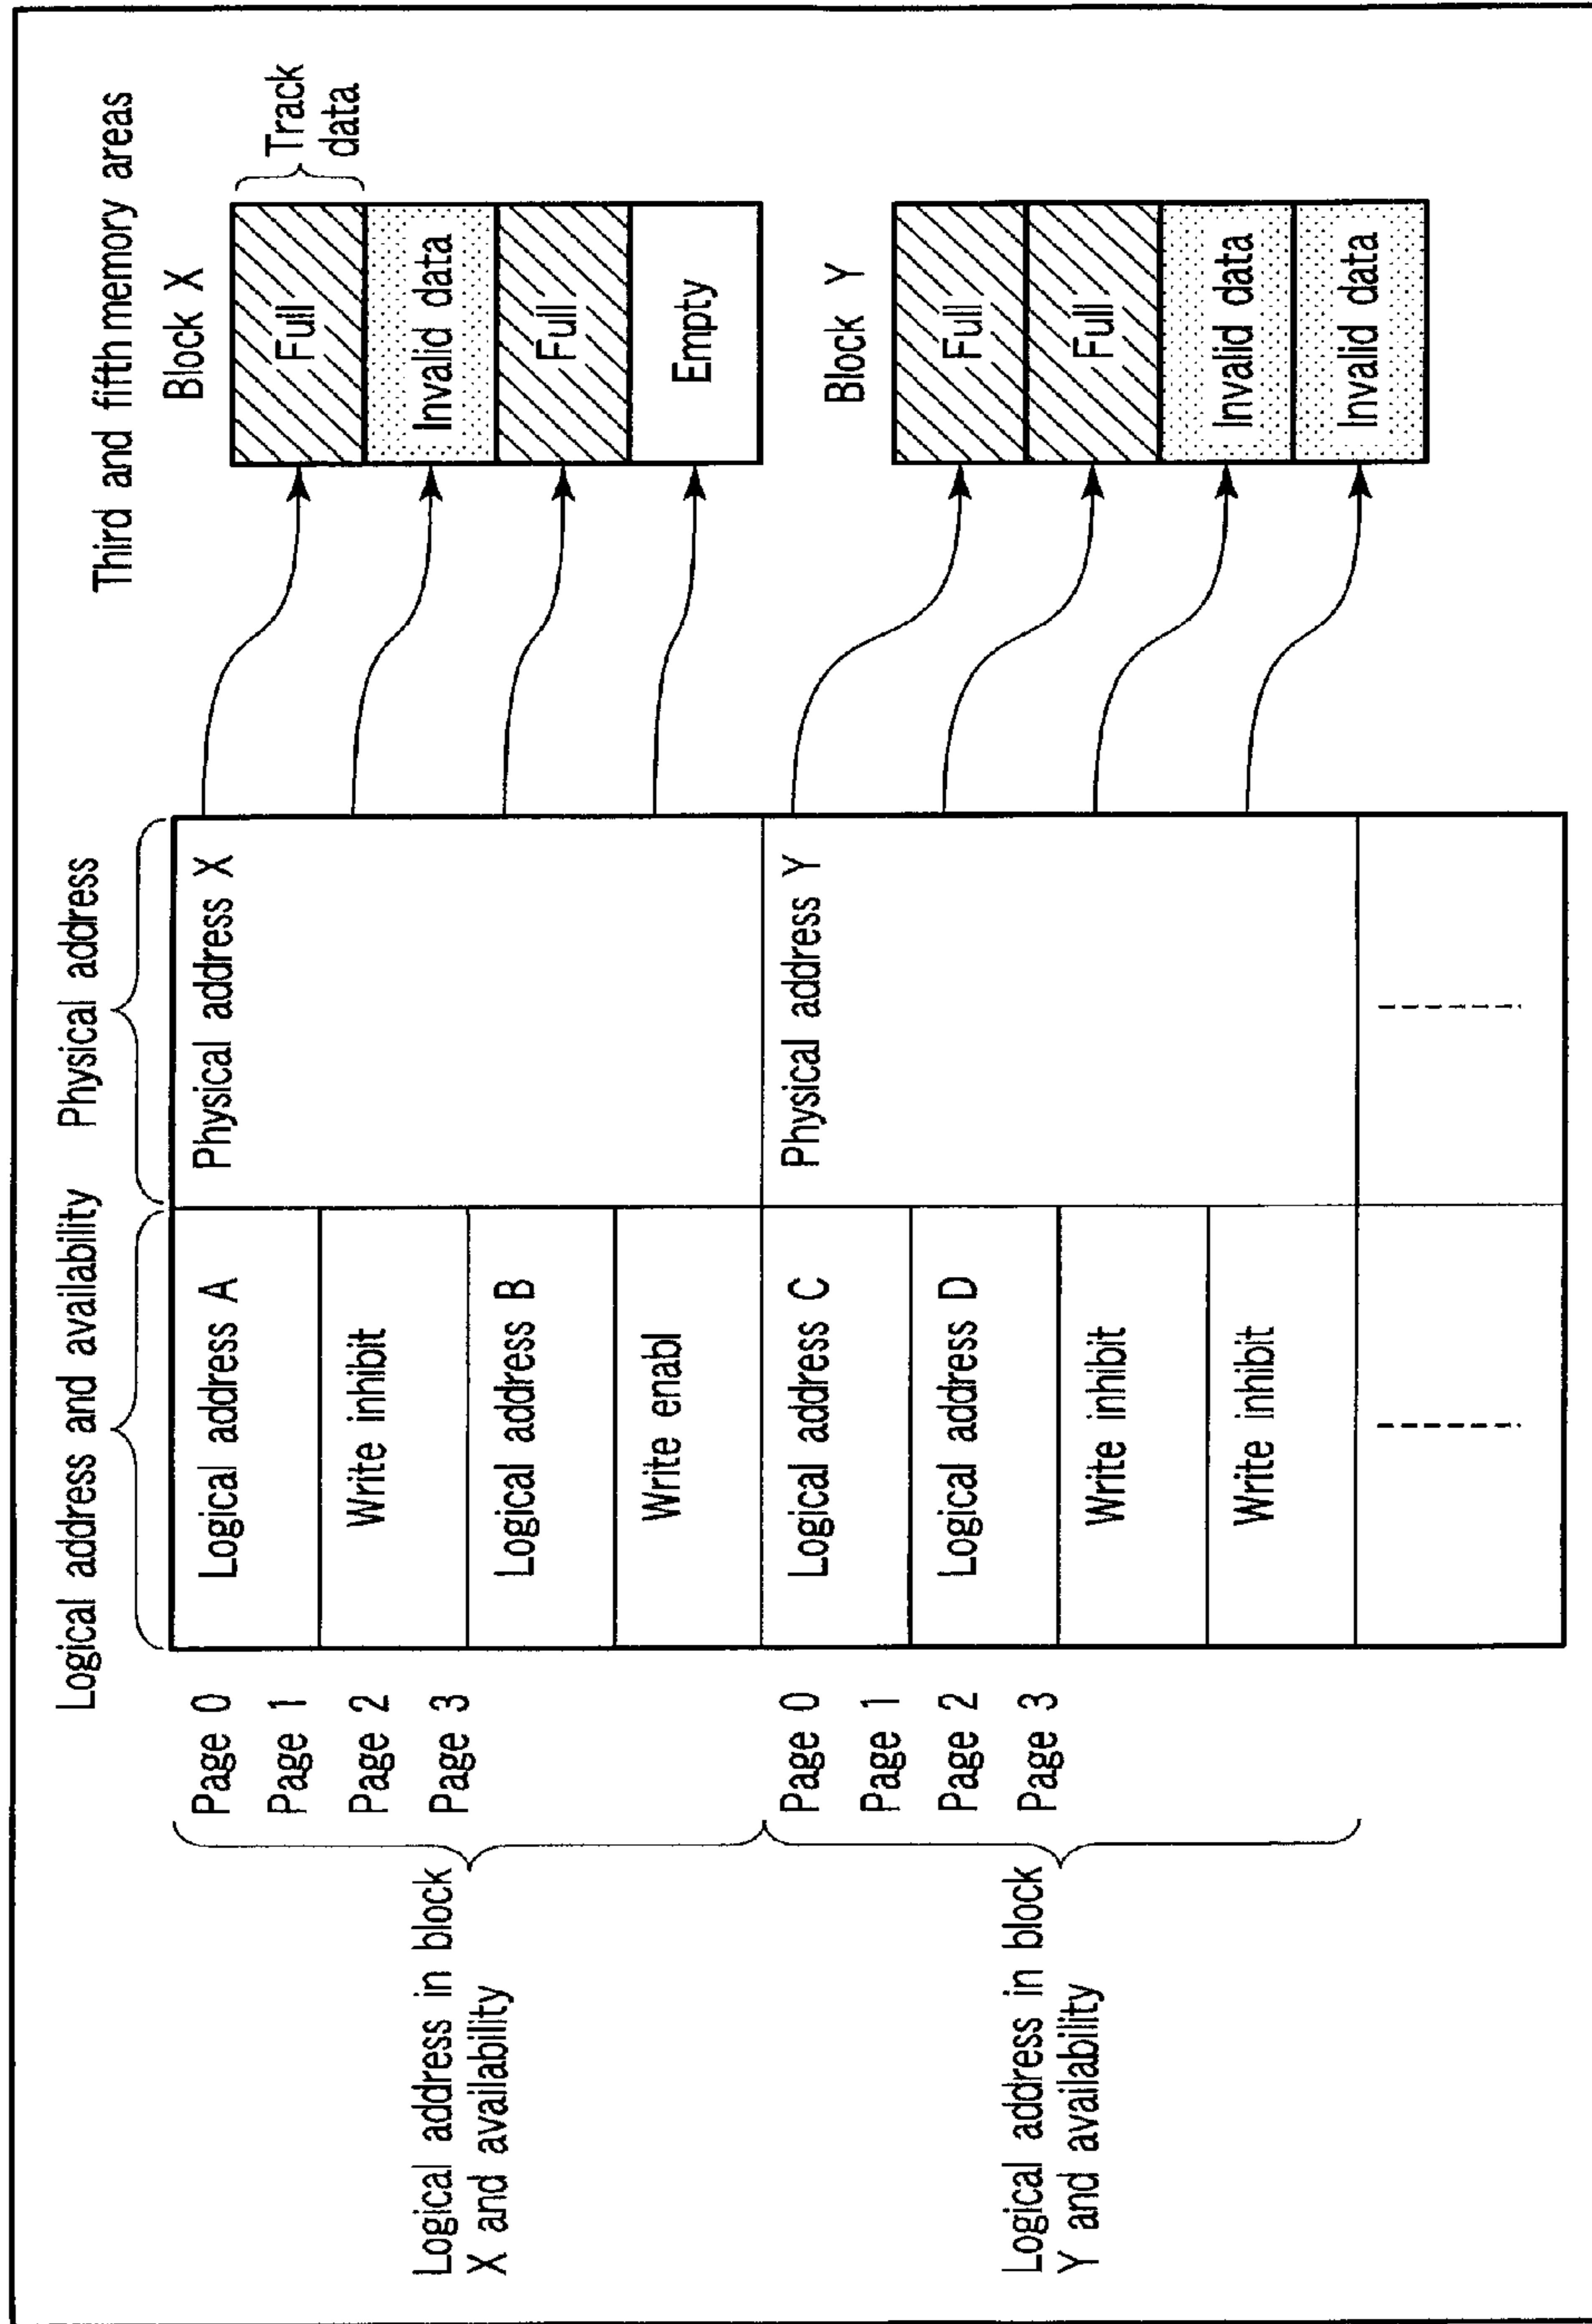 Logical address and availability
Physical address
Third and fifth memory areas
Logical address in block
X and availability
Page 0
Page 1
Page 2
Page 3
Logical address A
Write inhibit
Logical address B
Write enabl
Physical address X
Block X
Full
Invalid data
Full
Empty
Track
data
Logical address in block
Y and availability
Page 0
Page 1
Page 2
Page 3
Logical address C
Logical address D
Write inhibit
Write inhibit
Physical address Y
Block Y
Full
Full
Invalid data
Invalid data